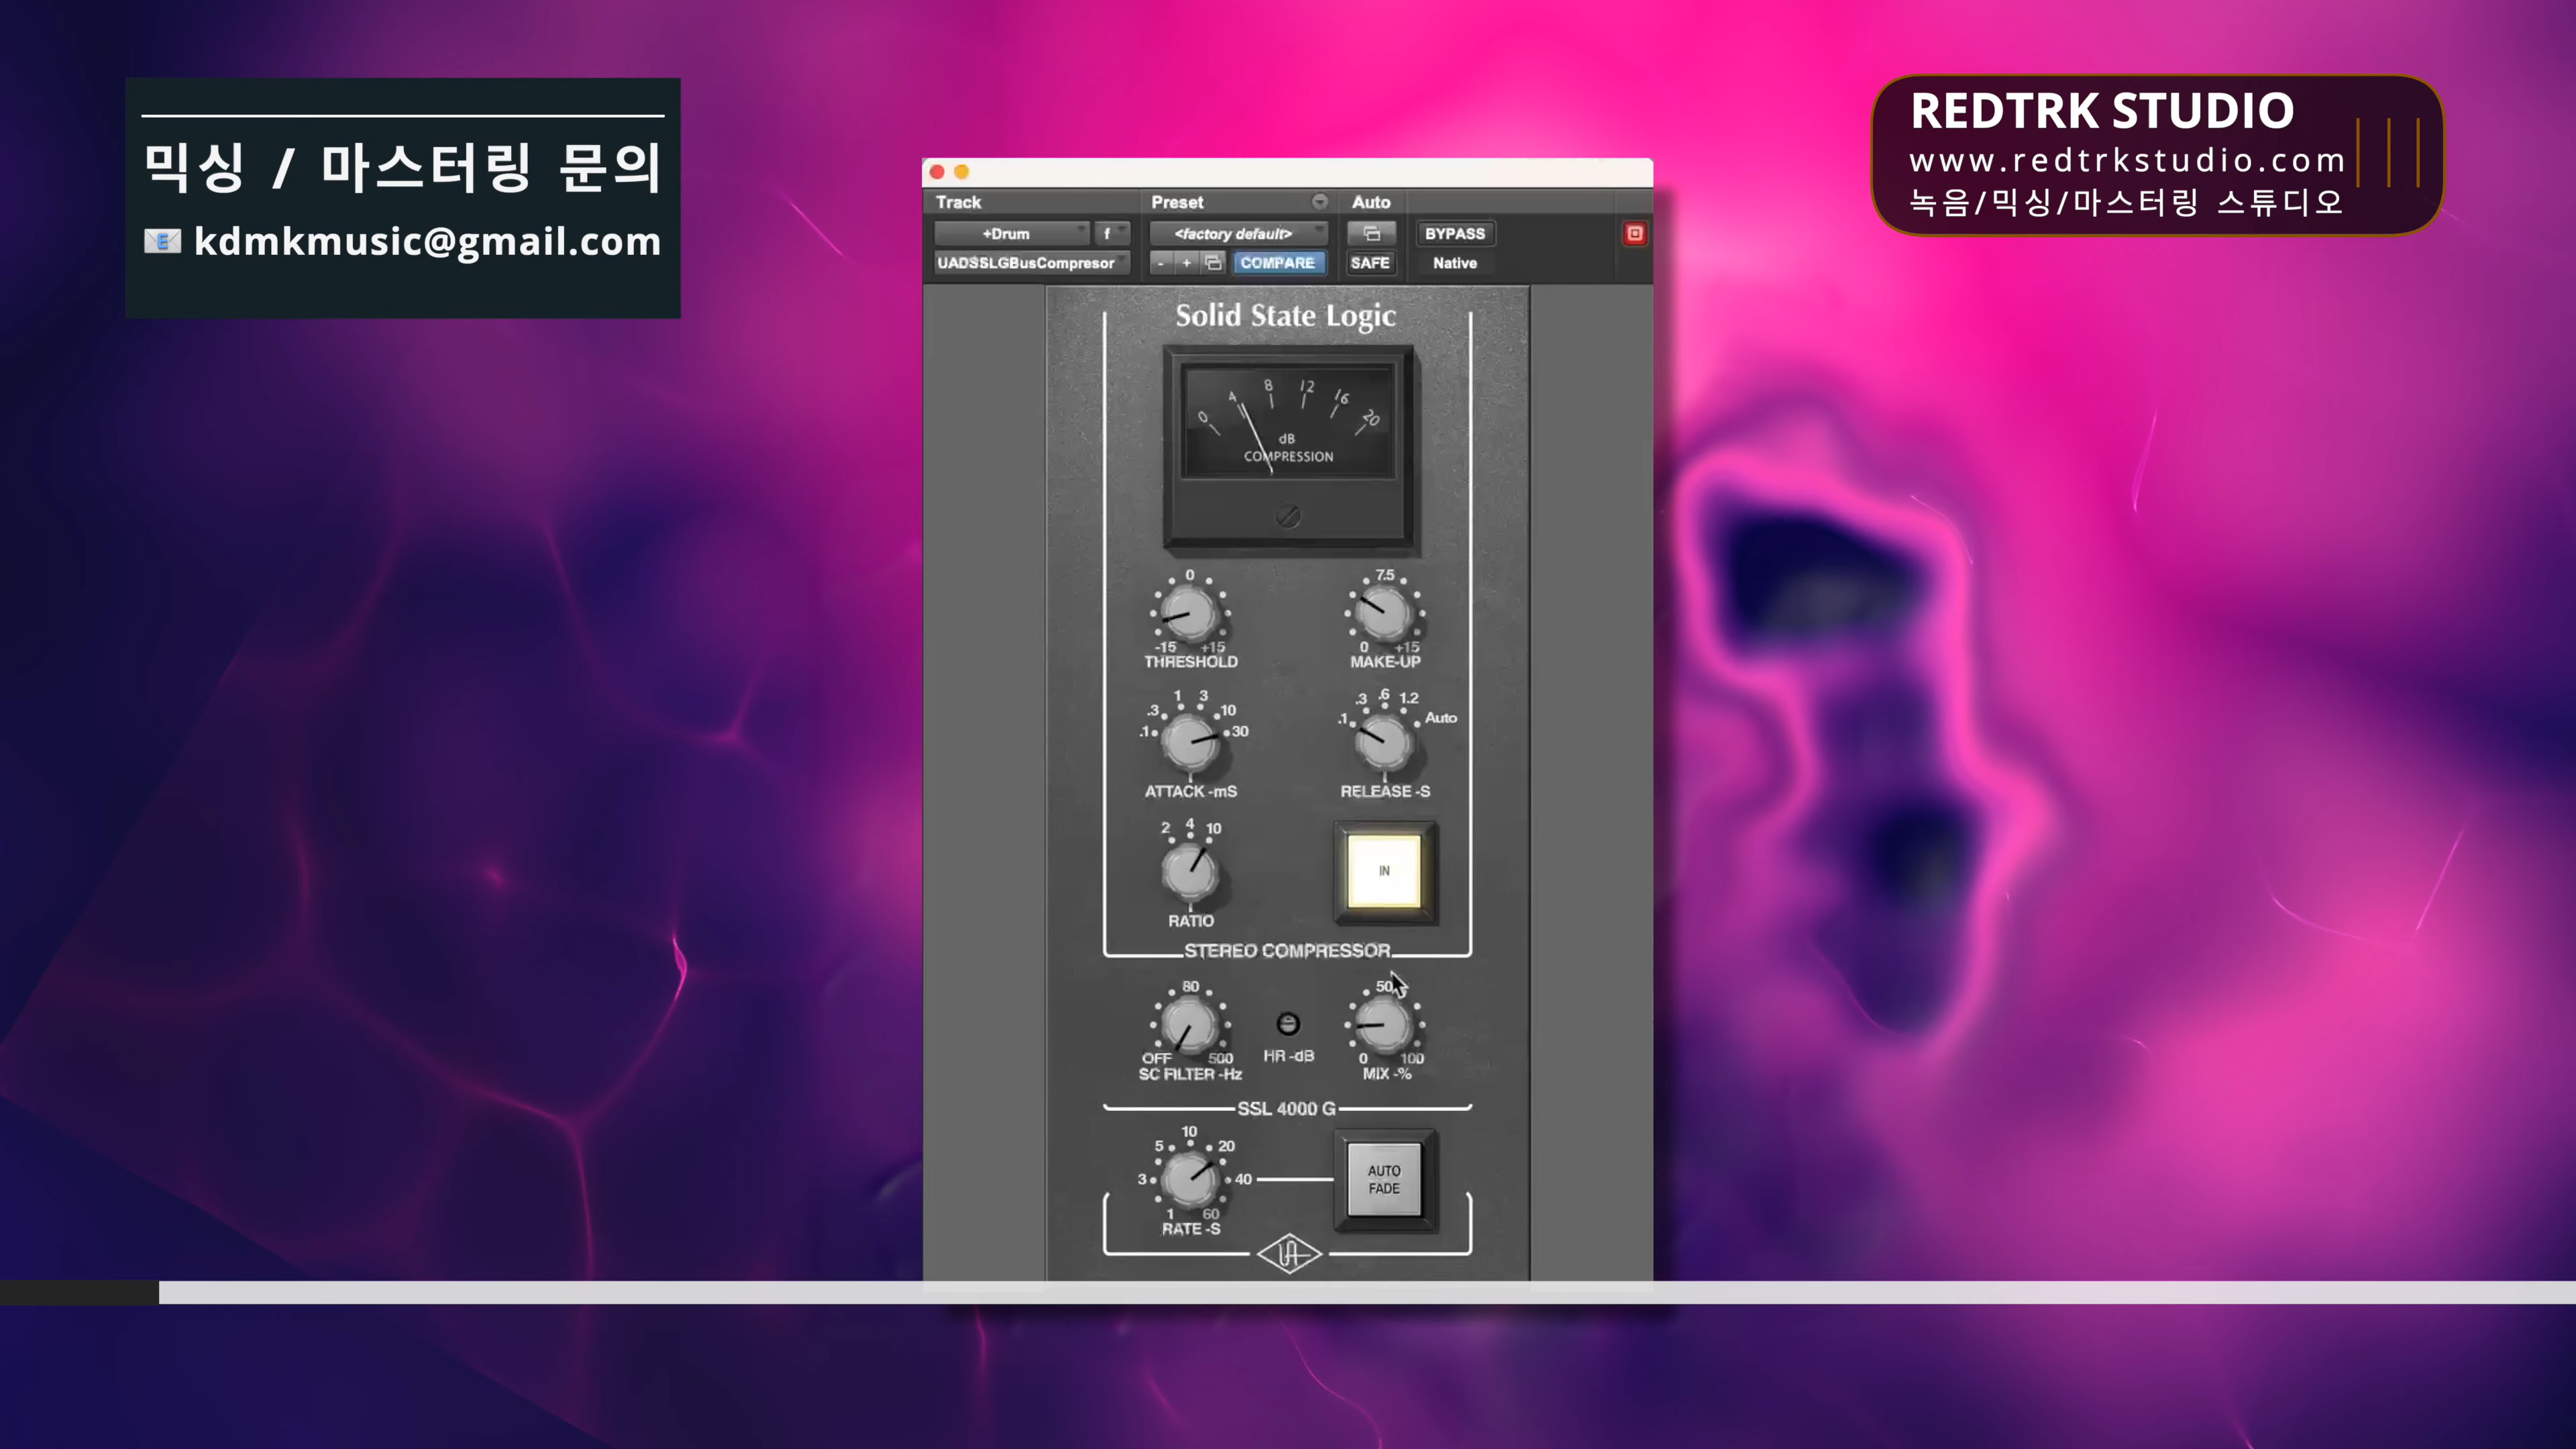 믹싱 / 마스터링 문의
📧 kdmkmusic@gmail.com
REDTRK STUDIO
www.redtrkstudio.com
녹음/믹싱/마스터링 스튜디오
Track
Preset
Auto
+Drum
f
<factory default>
BYPASS
UADSSLGBusCompresor
-
+
COMPARE
SAFE
Native
Solid State Logic
0 4 8 12 16 20
dB
COMPRESSION
0
-15 +15
THRESHOLD
7.5
0 +15
MAKE-UP
.1 .3 1 3 10 30
ATTACK -mS
.1 .3 .6 1.2 Auto
RELEASE -S
2 4 10
RATIO
IN
STEREO COMPRESSOR
80
OFF 500
SC FILTER -Hz
HR -dB
50
0 100
MIX -%
SSL 4000 G
1 3 5 10 20 40 60
RATE -S
AUTO
FADE
UA